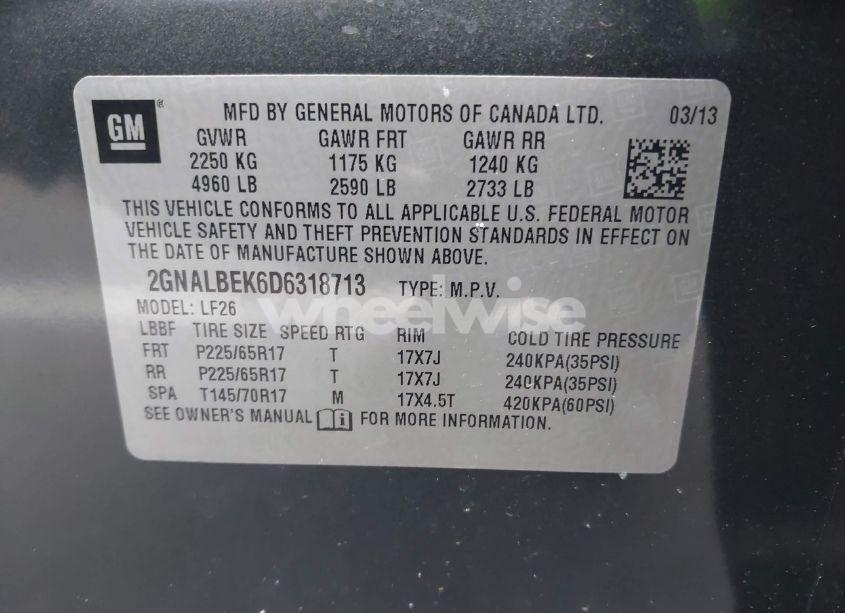 GM
®
MFD BY GENERAL MOTORS OF CANADA LTD. 03/13
GVWR GAWR FRT GAWR RR
2250 KG 1175 KG 1240 KG
4960 LB 2590 LB 2733 LB
THIS VEHICLE CONFORMS TO ALL APPLICABLE U.S. FEDERAL MOTOR
VEHICLE SAFETY AND THEFT PREVENTION STANDARDS IN EFFECT ON
THE DATE OF MANUFACTURE SHOWN ABOVE.
2GNALBEK6D6318713 TYPE: M.P.V.
wheelwise
MODEL: LF26
LBBF TIRE SIZE SPEED RTG RIM COLD TIRE PRESSURE
FRT P225/65R17 T 17X7J 240KPA(35PSI)
RR P225/65R17 T 17X7J 240KPA(35PSI)
SPA T145/70R17 M 17X4.5T 420KPA(60PSI)
SEE OWNER'S MANUAL i FOR MORE INFORMATION.